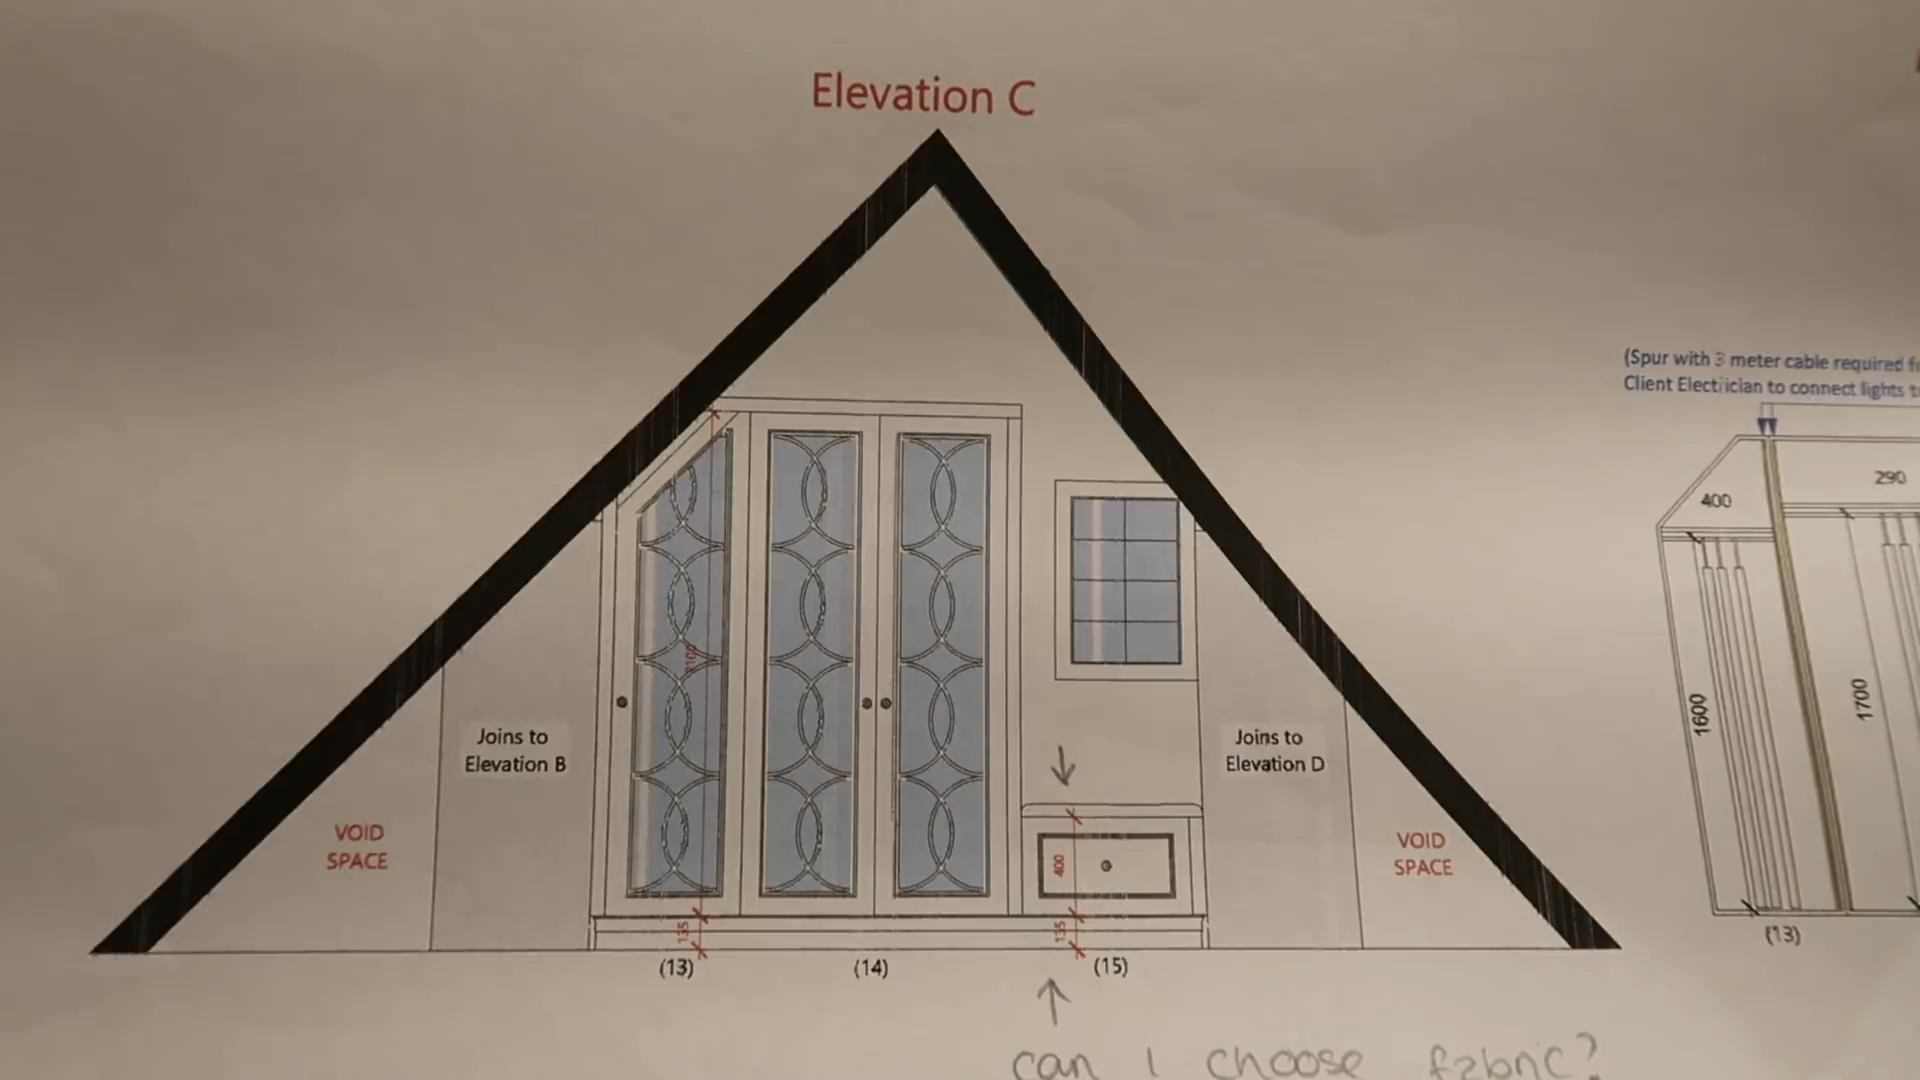 Elevation C
(Spur with 3 meter cable required
Client Electrician to connect lights
290
400
2100
1600
1700
Joins to
Elevation B
Joins to
Elevation D
VOID
SPACE
400
VOID
SPACE
135
135
(13)
(13)
(14)
(15)
can I choose fabric?